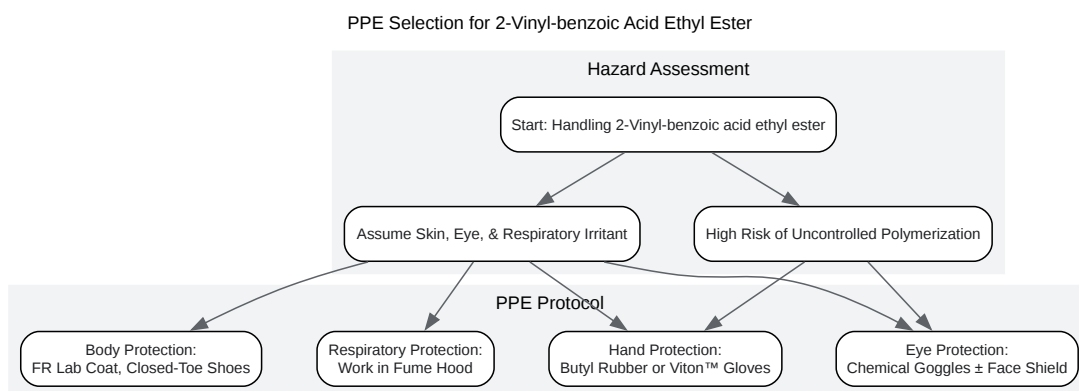 PPE Selection for 2-Vinyl-benzoic Acid Ethyl Ester
Hazard Assessment
Start: Handling 2-Vinyl-benzoic acid ethyl ester
Assume Skin, Eye, & Respiratory Irritant
High Risk of Uncontrolled Polymerization
PPE Protocol
Body Protection:
FR Lab Coat, Closed-Toe Shoes
Respiratory Protection:
Work in Fume Hood
Hand Protection:
Butyl Rubber or Viton™ Gloves
Eye Protection:
Chemical Goggles ± Face Shield